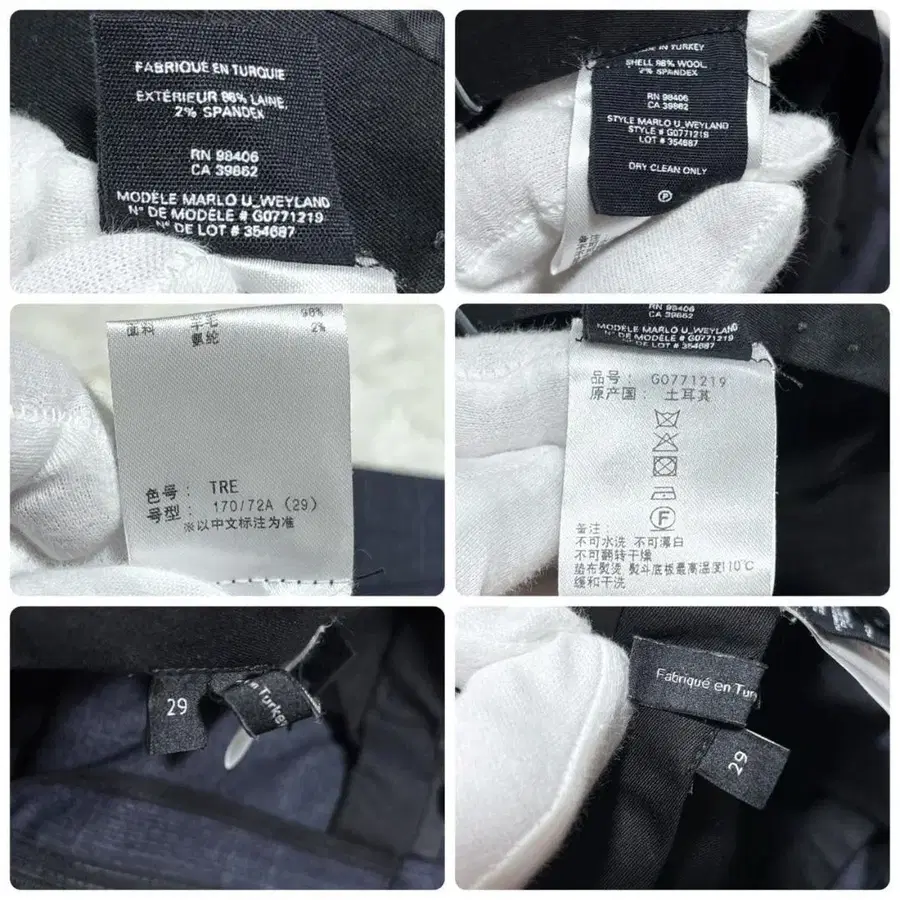 FABRIQUÉ EN TURQUIE
EXTÉRIEUR 98% LAINE,
2% SPANDEX
RN 98406
CA 39862
MODÈLE MARLO U_WEYLAND
N° DE MODÈLE # G0771219
N° DE LOT # 354687
IN TURKEY
SHELL 98% WOOL,
2% SPANDEX
RN 98406
CA 39862
STYLE MARLO U_WEYLAND
STYLE # G0771219
LOT # 354687
DRY CLEAN ONLY
P
面料 羊毛 98%
氨纶 2%
色号: TRE
号型: 170/72A (29)
※以中文标注为准
RN 98406
CA 39862
MODÈLE MARLO U_WEYLAND
N° DE MODÈLE # G0771219
N° DE LOT # 354687
品号: G0771219
原产国: 土耳其
F
备注:
不可水洗 不可漂白
不可翻转干燥
垫布熨烫 熨斗底板最高温度110℃
缓和干洗
29
in Turkey
Fabriqué en Tur
29